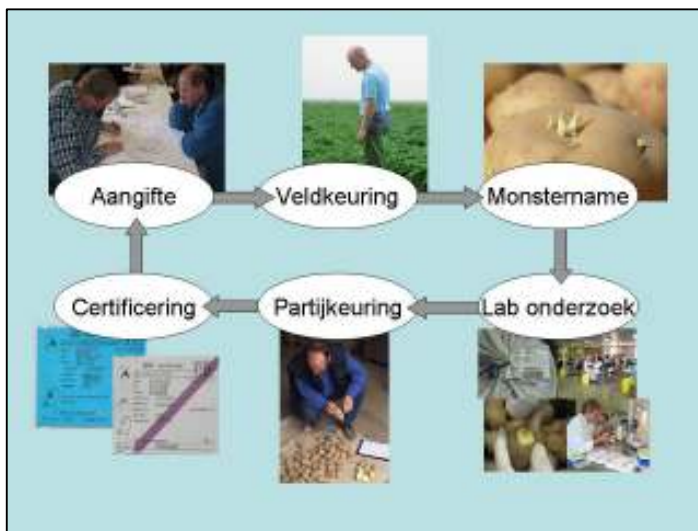 Aangifte
Veldkeuring
Monstername
Certificering
Partijkeuring
Lab onderzoek
A
A